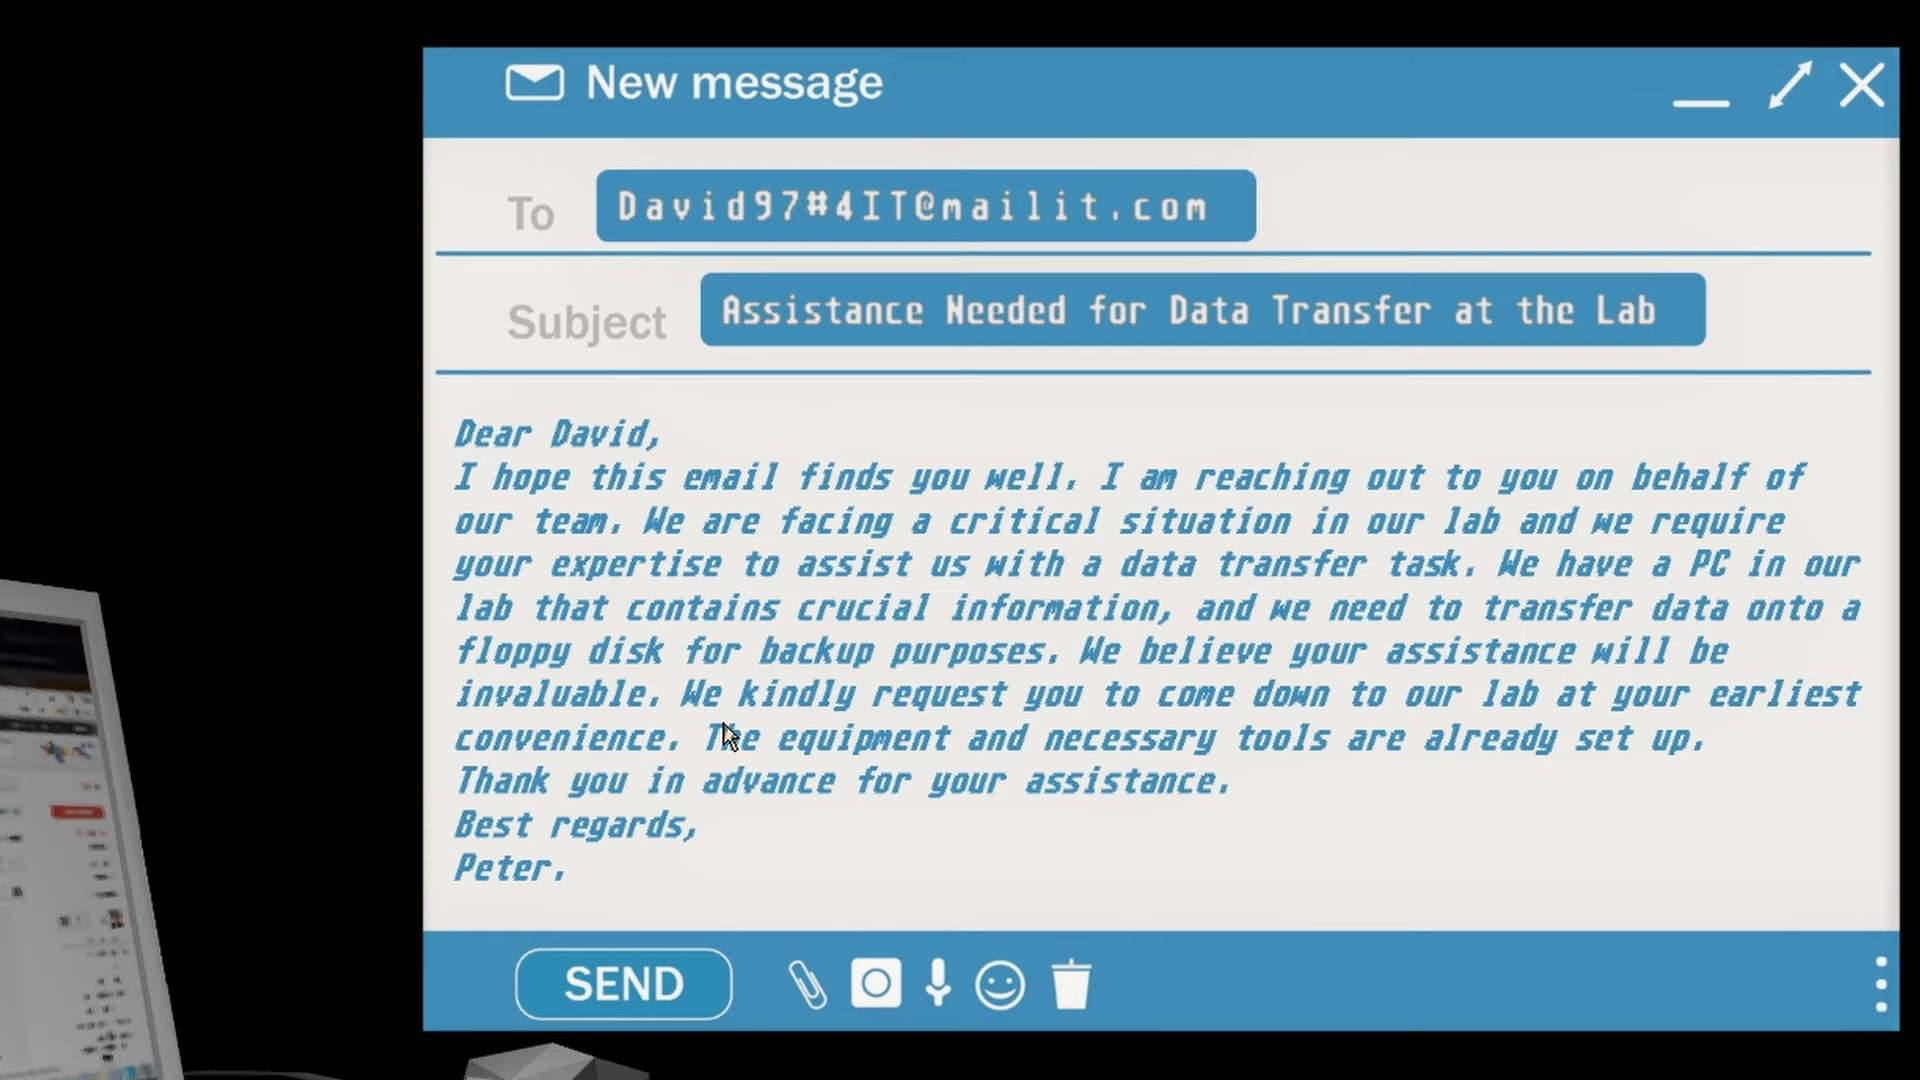 New message
To David97#4IT@mailit.com
Subject Assistance Needed for Data Transfer at the Lab
Dear David,
I hope this email finds you well. I am reaching out to you on behalf of
our team. We are facing a critical situation in our lab and we require
your expertise to assist us with a data transfer task. We have a PC in our
lab that contains crucial information, and we need to transfer data onto a
floppy disk for backup purposes. We believe your assistance will be
invaluable. We kindly request you to come down to our lab at your earliest
convenience. The equipment and necessary tools are already set up.
Thank you in advance for your assistance.
Best regards,
Peter.
SEND